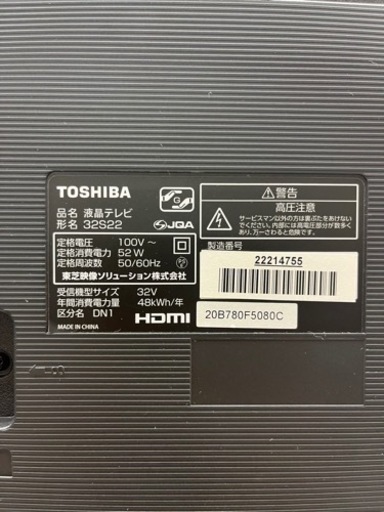 TOSHIBA
品名 液晶テレビ
形名 32S22
G
JQA
定格電圧 100V～
定格消費電力 52W
定格周波数 50/60Hz
東芝映像ソリューション株式会社
受信機型サイズ 32V
年間消費電力量 48kWh/年
区分名 DN1
MADE IN CHINA
HDMI
⚠警告
高圧注意
サービスマン以外の方は裏ぶたをあけないで
ください。内部には高電圧部分が数多く
あり、万一さわると危険です。
製造番号
22214755
20B780F5080C